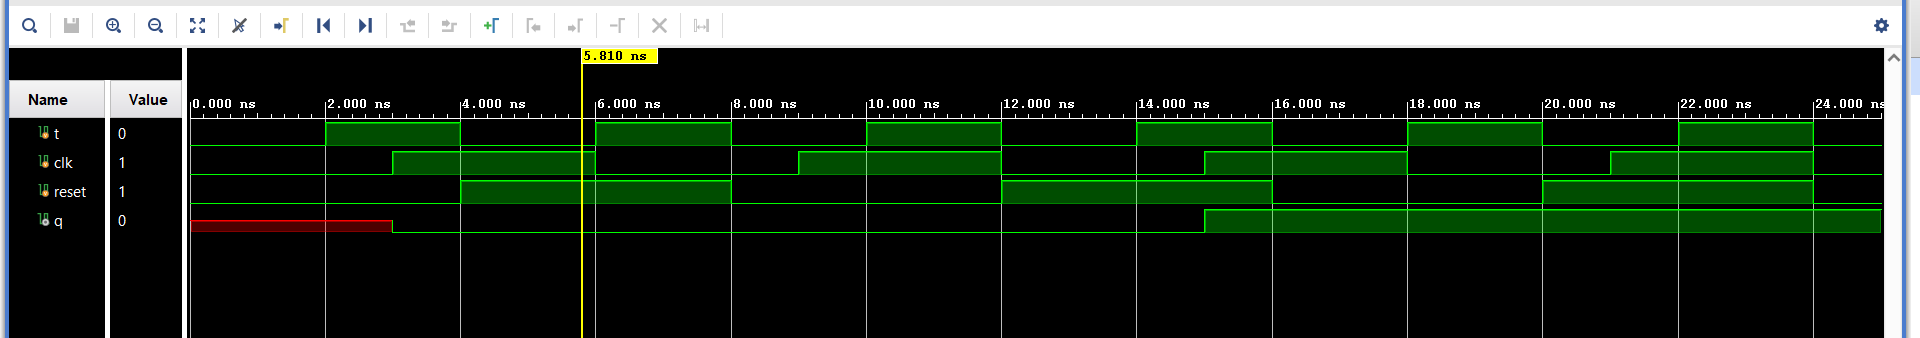 5.810 ns
Name Value
0.000 ns 2.000 ns 4.000 ns 6.000 ns 8.000 ns 10.000 ns 12.000 ns 14.000 ns 16.000 ns 18.000 ns 20.000 ns 22.000 ns 24.000 ns
t 0
clk 1
reset 1
q 0